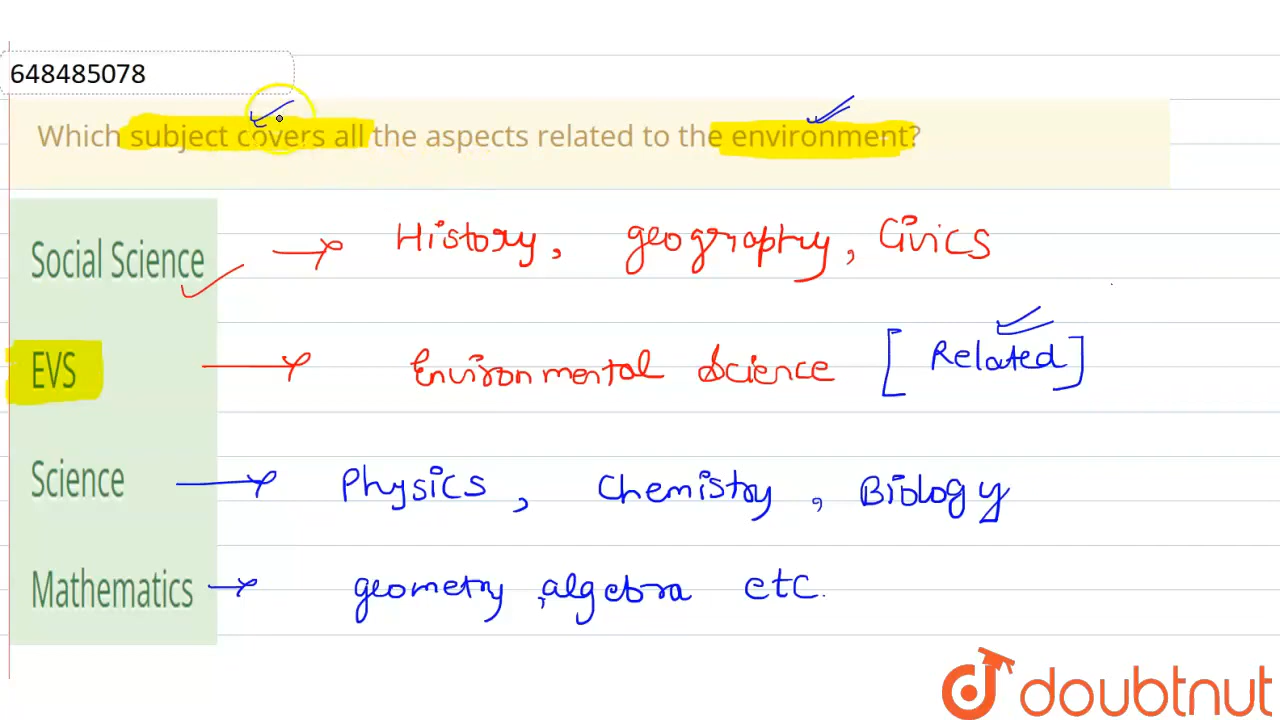 648485078
Which subject covers all the aspects related to the environment?
Social Science History, geography, Civics
EVS Environmental Science [Related]
Science Physics, Chemistry, Biology
Mathematics geometry, algebra etc.
doubtnut